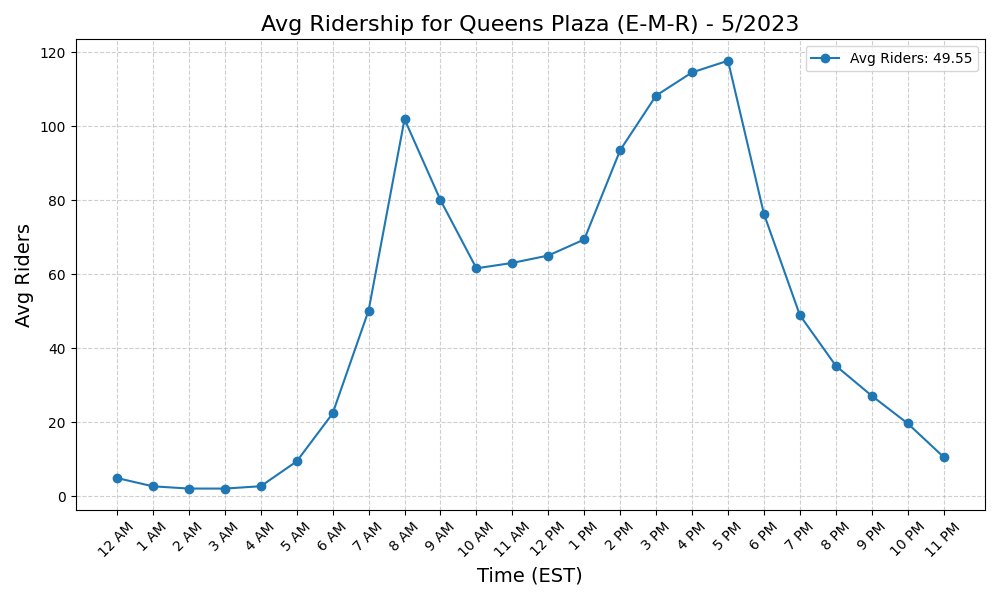 Avg Ridership for Queens Plaza (E-M-R) - 5/2023
Avg Riders: 49.55
Avg Riders
120
100
80
60
40
20
0
12 AM
1 AM
2 AM
3 AM
4 AM
5 AM
6 AM
7 AM
8 AM
9 AM
10 AM
11 AM
12 PM
1 PM
2 PM
3 PM
4 PM
5 PM
6 PM
7 PM
8 PM
9 PM
10 PM
11 PM
Time (EST)